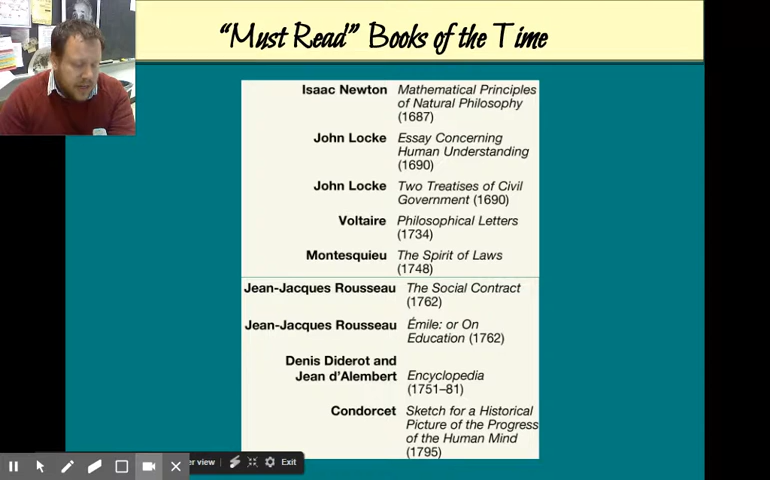 "Must Read" Books of the Time
Isaac Newton Mathematical Principles
of Natural Philosophy
(1687)
John Locke Essay Concerning
Human Understanding
(1690)
John Locke Two Treatises of Civil
Government (1690)
Voltaire Philosophical Letters
(1734)
Montesquieu The Spirit of Laws
(1748)
Jean-Jacques Rousseau The Social Contract
(1762)
Jean-Jacques Rousseau Émile: or On
Education (1762)
Denis Diderot and
Jean d'Alembert Encyclopedia
(1751–81)
Condorcet Sketch for a Historical
Picture of the Progress
of the Human Mind
(1795)
view Exit